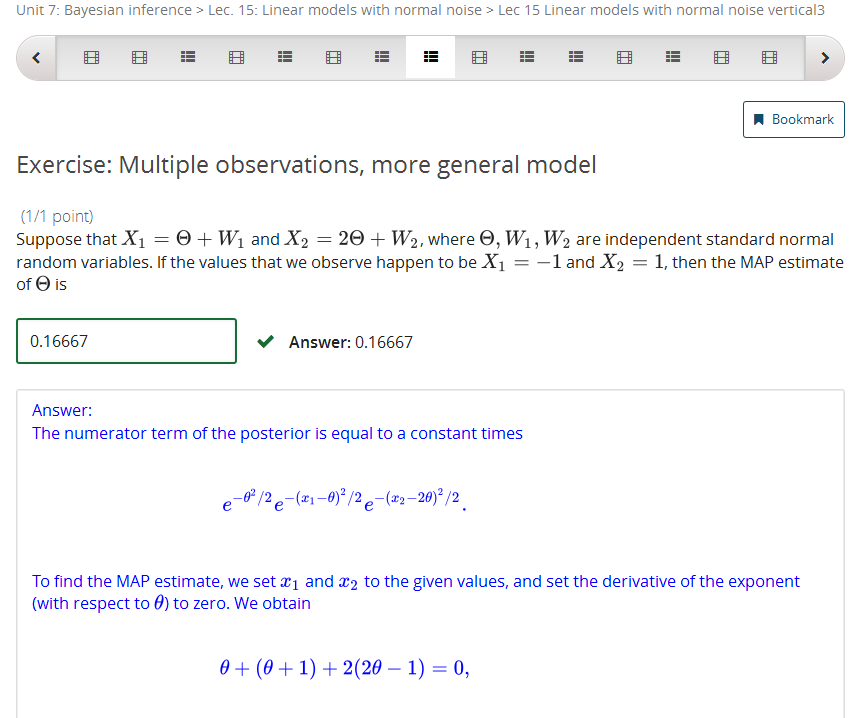 Unit 7: Bayesian inference > Lec. 15: Linear models with normal noise > Lec 15 Linear models with normal noise vertical3
Bookmark
Exercise: Multiple observations, more general model
(1/1 point)
Suppose that X₁ = Θ + W₁ and X₂ = 2Θ + W₂, where Θ, W₁, W₂ are independent standard normal
random variables. If the values that we observe happen to be X₁ = −1 and X₂ = 1, then the MAP estimate
of Θ is
0.16667 ✔ Answer: 0.16667
Answer:
The numerator term of the posterior is equal to a constant times
e^{−θ²/2} e^{−(x₁−θ)²/2} e^{−(x₂−2θ)²/2}.
To find the MAP estimate, we set x₁ and x₂ to the given values, and set the derivative of the exponent
(with respect to θ) to zero. We obtain
θ + (θ + 1) + 2(2θ − 1) = 0,